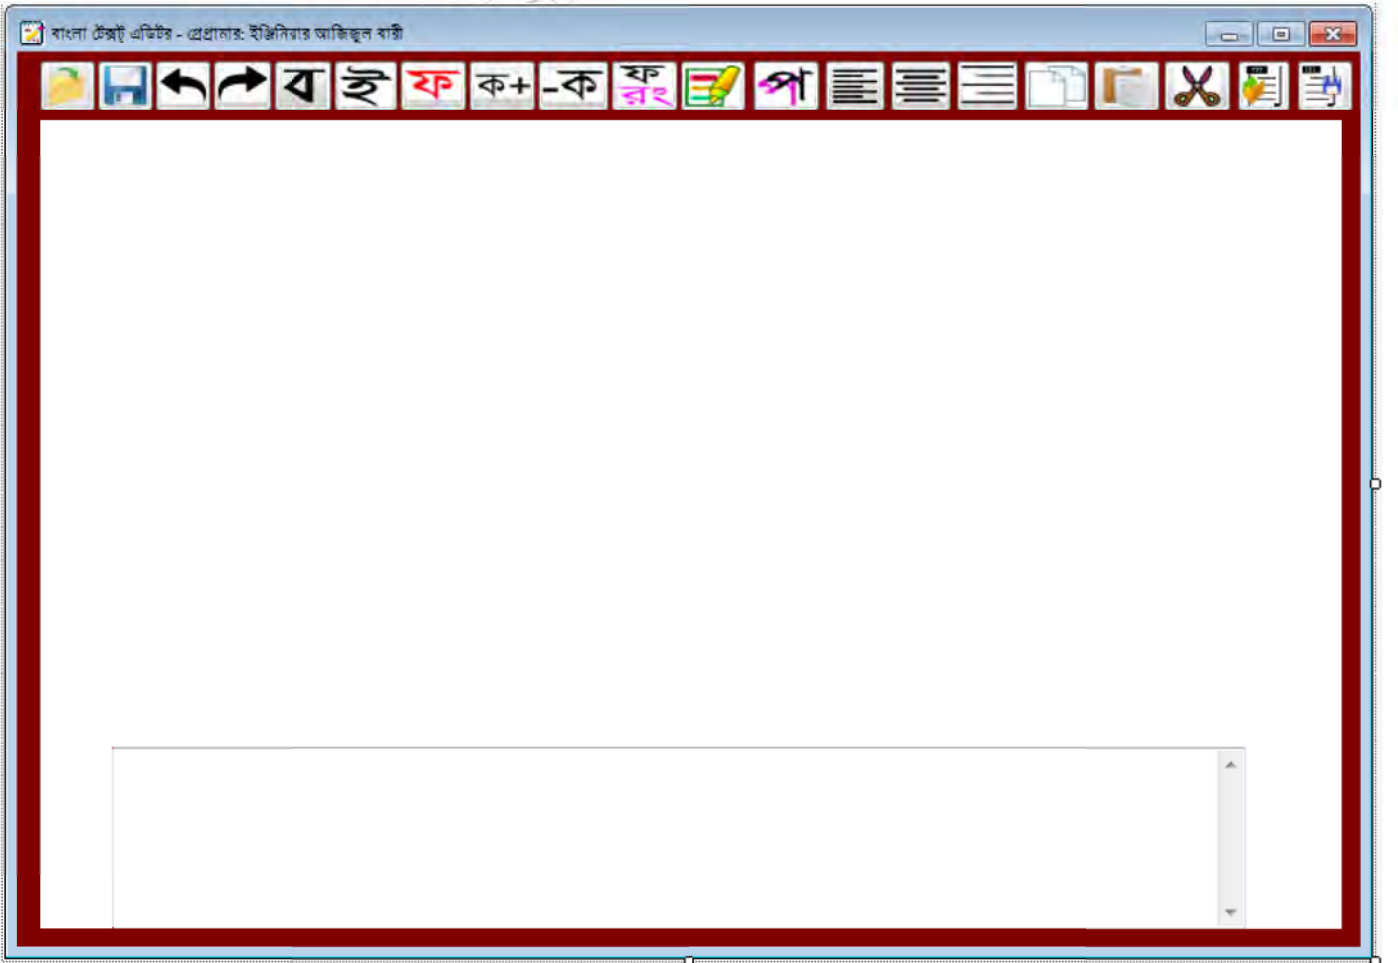 বাংলা টেক্সট্ এডিটর - প্রোগ্রামার: ইঞ্জিনিয়ার আজিজুল বারী
ব ই ফ ক+ -ক ফ রং পা